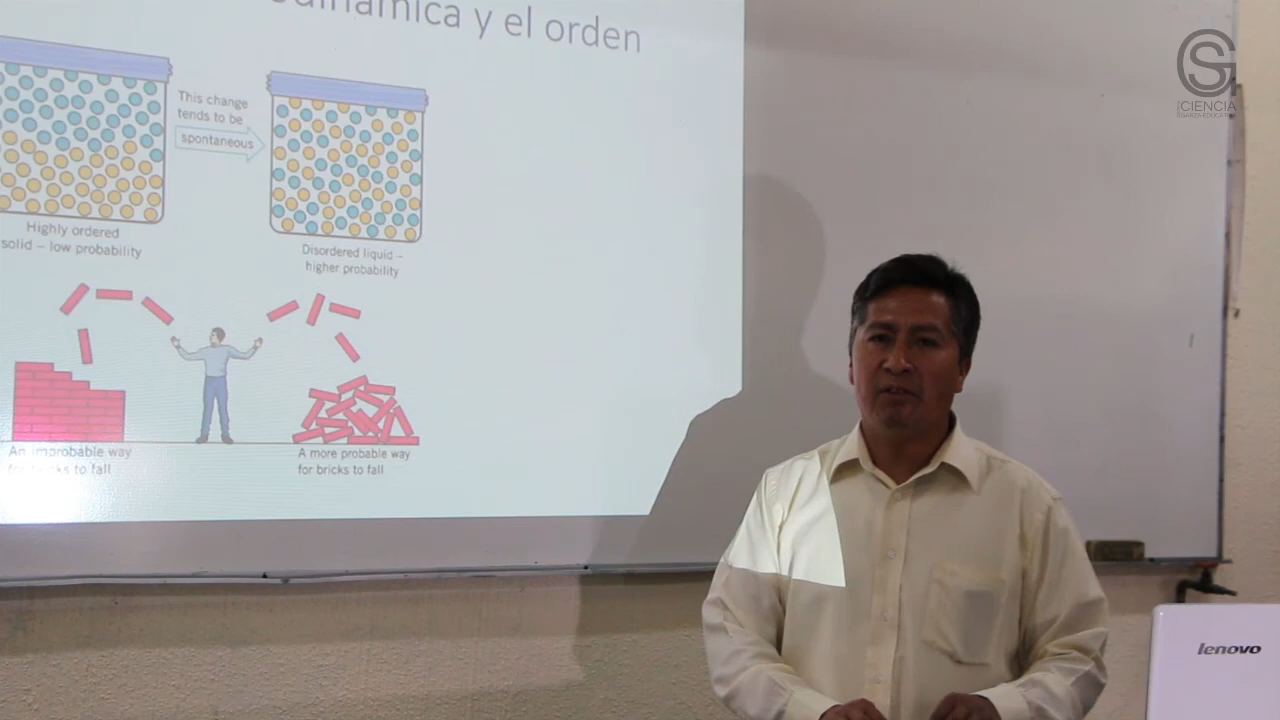 odinámica y el orden
This change
tends to be
spontaneous
Highly ordered
solid – low probability
Disordered liquid –
higher probability
An improbable way
for bricks to fall
A more probable way
for bricks to fall
CIENCIA
lenovo